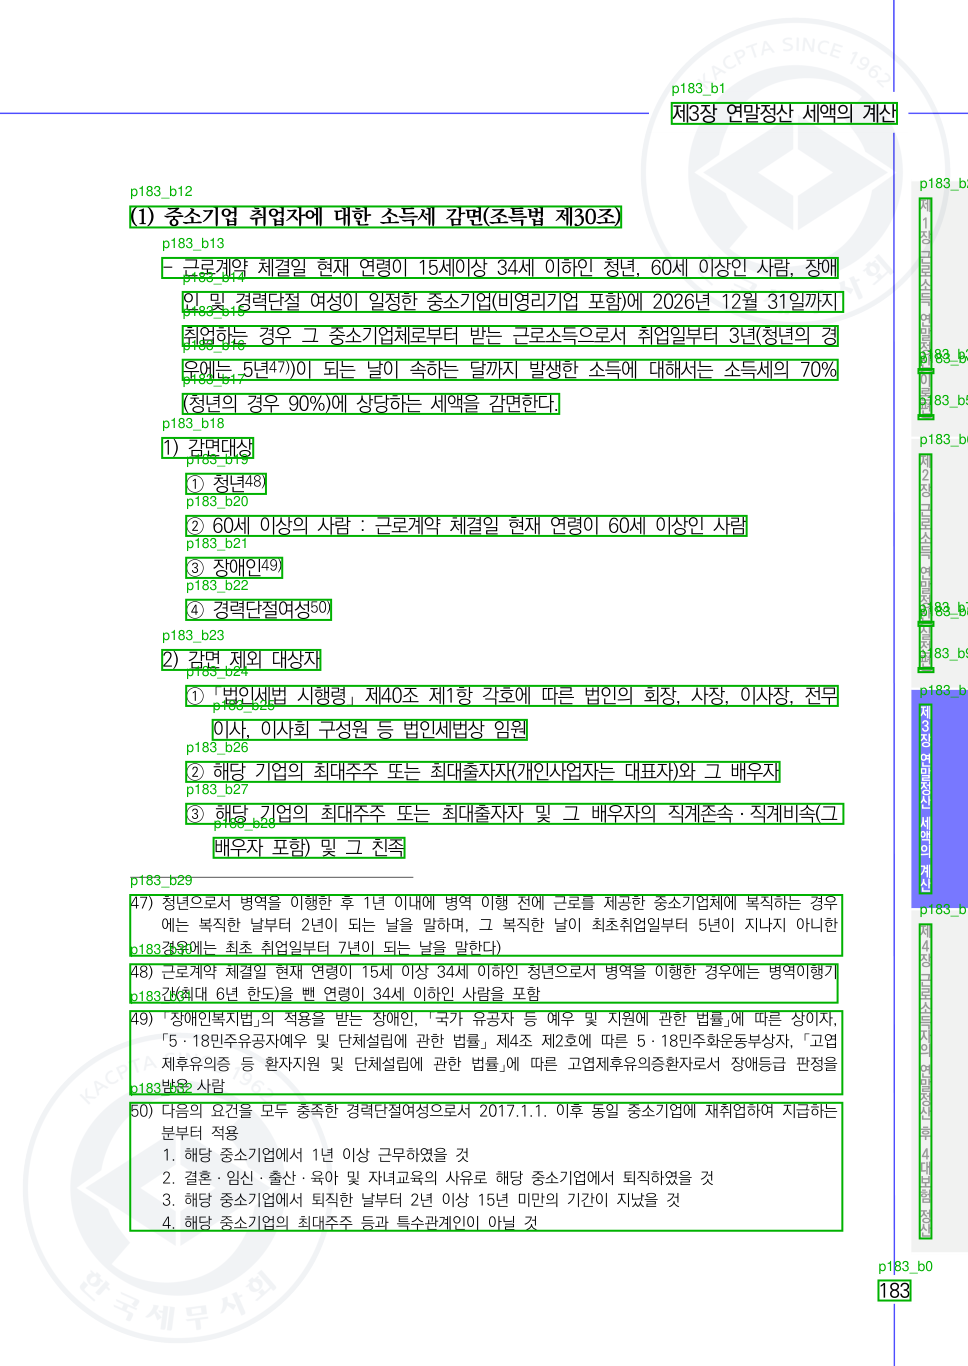 p183_b1
제3장 연말정산 세액의 계산
p183_b12
(1) 중소기업 취업자에 대한 소득세 감면(조특법 제30조)
p183_b13
- 근로계약 체결일 현재 연령이 15세이상 34세 이하인 청년, 60세 이상인 사람, 장애
p183_b14
인 및 경력단절 여성이 일정한 중소기업(비영리기업 포함)에 2026년 12월 31일까지
p183_b15
취업하는 경우 그 중소기업체로부터 받는 근로소득으로서 취업일부터 3년(청년의 경
p183_b16
우에는 5년47))이 되는 날이 속하는 달까지 발생한 소득에 대해서는 소득세의 70%
p183_b17
(청년의 경우 90%)에 상당하는 세액을 감면한다.
p183_b18
1) 감면대상
p183_b19
① 청년48)
p183_b20
② 60세 이상의 사람 : 근로계약 체결일 현재 연령이 60세 이상인 사람
p183_b21
③ 장애인49)
p183_b22
④ 경력단절여성50)
p183_b23
2) 감면 제외 대상자
p183_b24
①「법인세법 시행령」제40조 제1항 각호에 따른 법인의 회장, 사장, 이사장, 전무
p183_b25
이사, 이사회 구성원 등 법인세법상 임원
p183_b26
② 해당 기업의 최대주주 또는 최대출자자(개인사업자는 대표자)와 그 배우자
p183_b27
③ 해당 기업의 최대주주 또는 최대출자자 및 그 배우자의 직계존속·직계비속(그
p183_b28
배우자 포함) 및 그 친족
p183_b29
47) 청년으로서 병역을 이행한 후 1년 이내에 병역 이행 전에 근로를 제공한 중소기업체에 복직하는 경우
에는 복직한 날부터 2년이 되는 날을 말하며, 그 복직한 날이 최초취업일부터 5년이 지나지 아니한
경우에는 최초 취업일부터 7년이 되는 날을 말한다)
p183_b30
48) 근로계약 체결일 현재 연령이 15세 이상 34세 이하인 청년으로서 병역을 이행한 경우에는 병역이행기
간(최대 6년 한도)을 뺀 연령이 34세 이하인 사람을 포함
p183_b31
49)「장애인복지법」의 적용을 받는 장애인,「국가 유공자 등 예우 및 지원에 관한 법률」에 따른 상이자,
「5·18민주유공자예우 및 단체설립에 관한 법률」제4조 제2호에 따른 5·18민주화운동부상자,「고엽
제후유의증 등 환자지원 및 단체설립에 관한 법률」에 따른 고엽제후유의증환자로서 장애등급 판정을
받은 사람
p183_b32
50) 다음의 요건을 모두 충족한 경력단절여성으로서 2017.1.1. 이후 동일 중소기업에 재취업하여 지급하는
분부터 적용
1. 해당 중소기업에서 1년 이상 근무하였을 것
2. 결혼·임신·출산·육아 및 자녀교육의 사유로 해당 중소기업에서 퇴직하였을 것
3. 해당 중소기업에서 퇴직한 날부터 2년 이상 15년 미만의 기간이 지났을 것
4. 해당 중소기업의 최대주주 등과 특수관계인이 아닐 것
제1장 근로소득 연말정산
제2장 근로소득 연말정산
제3장 연말정산 세액의 계산
제4장 근로소득자의 연말정산 후 4대보험 정산
p183_b0
183
KACPTA SINCE 1962
한국세무사회